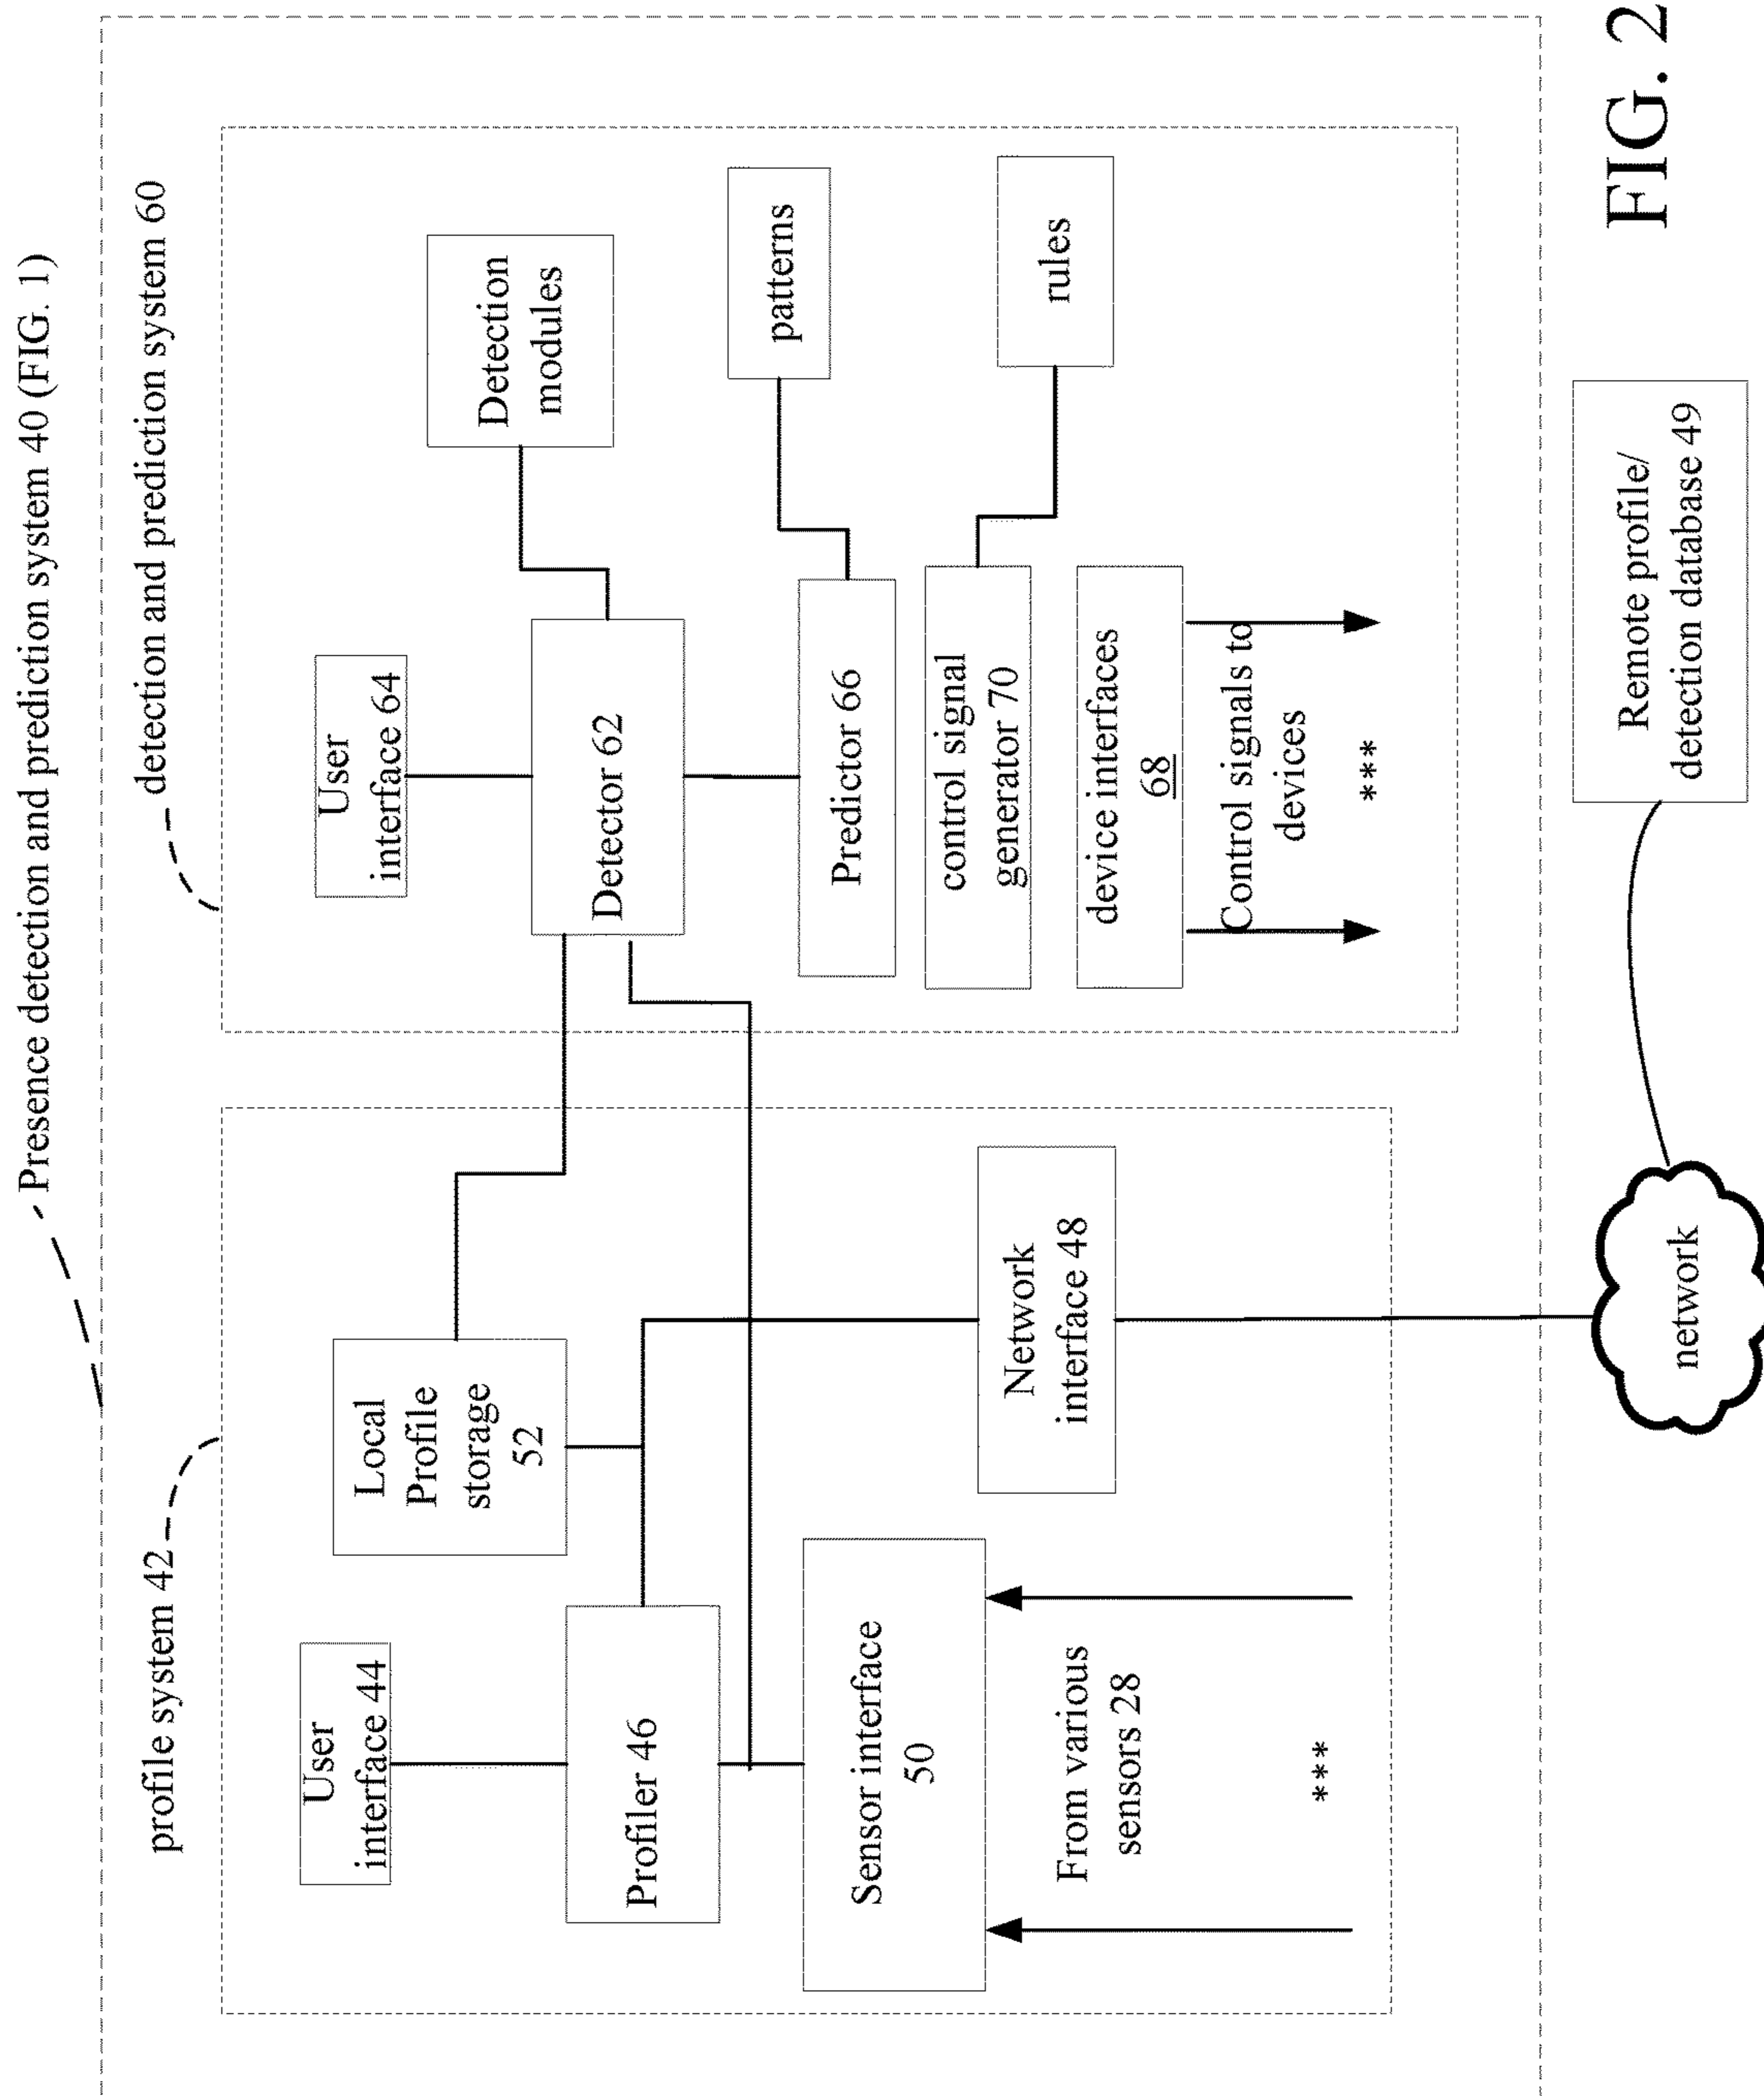 Presence detection and prediction system 40 (FIG. 1)
profile system 42
User
interface 44
Profiler 46
Sensor interface
50
From various
sensors 28
***
Local
Profile
storage
52
Network
interface 48
detection and prediction system 60
User
interface 64
Detector 62
Detection
modules
Predictor 66
patterns
control signal
generator 70
rules
device interfaces
68
Control signals to
devices
***
network
Remote profile/
detection database 49
FIG. 2